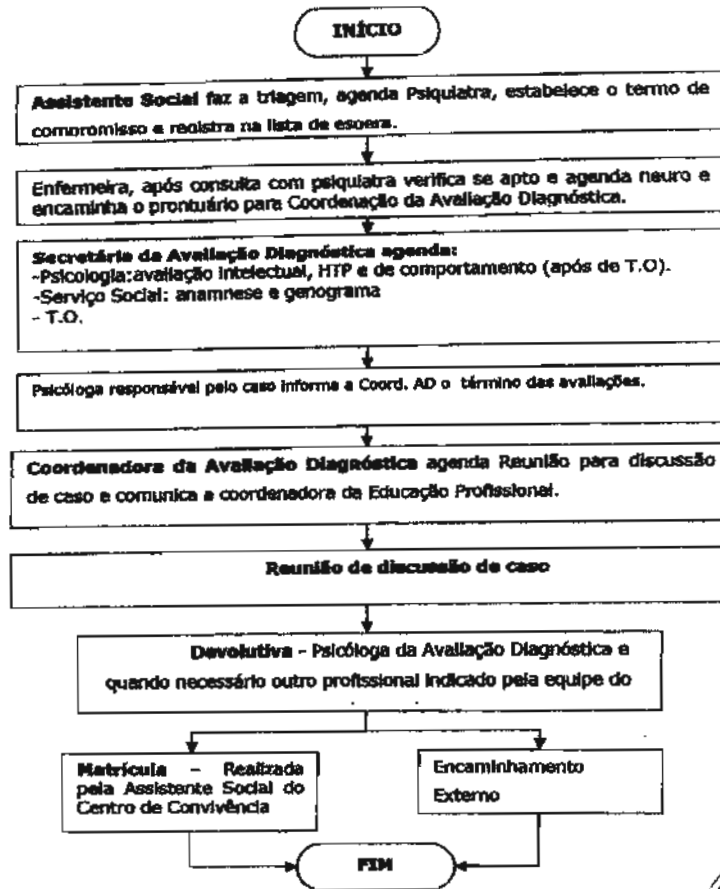 INÍCIO
Assistente Social faz a triagem, agenda Psiquiatra, estabelece o termo de
compromisso e registra na lista de espera.
Enfermeira, após consulta com psiquiatra verifica se apto e agenda neuro e
encaminha o prontuário para Coordenação da Avaliação Diagnóstica.
Secretária da Avaliação Diagnóstica agenda:
-Psicologia:avaliação intelectual, HTP e de comportamento (após de T.O).
-Serviço Social: anamnese e genograma
- T.O.
Psicóloga responsável pelo caso informa a Coord. AD o término das avaliações.
Coordenadora da Avaliação Diagnóstica agenda Reunião para discussão
de caso e comunica a coordenadora da Educação Profissional.
Reunião de discussão de caso
Devolutiva - Psicóloga da Avaliação Diagnóstica e
quando necessário outro profissional indicado pela equipe do
Matrícula – Realizada
pela Assistente Social do
Centro de Convivência
Encaminhamento
Externo
FIM